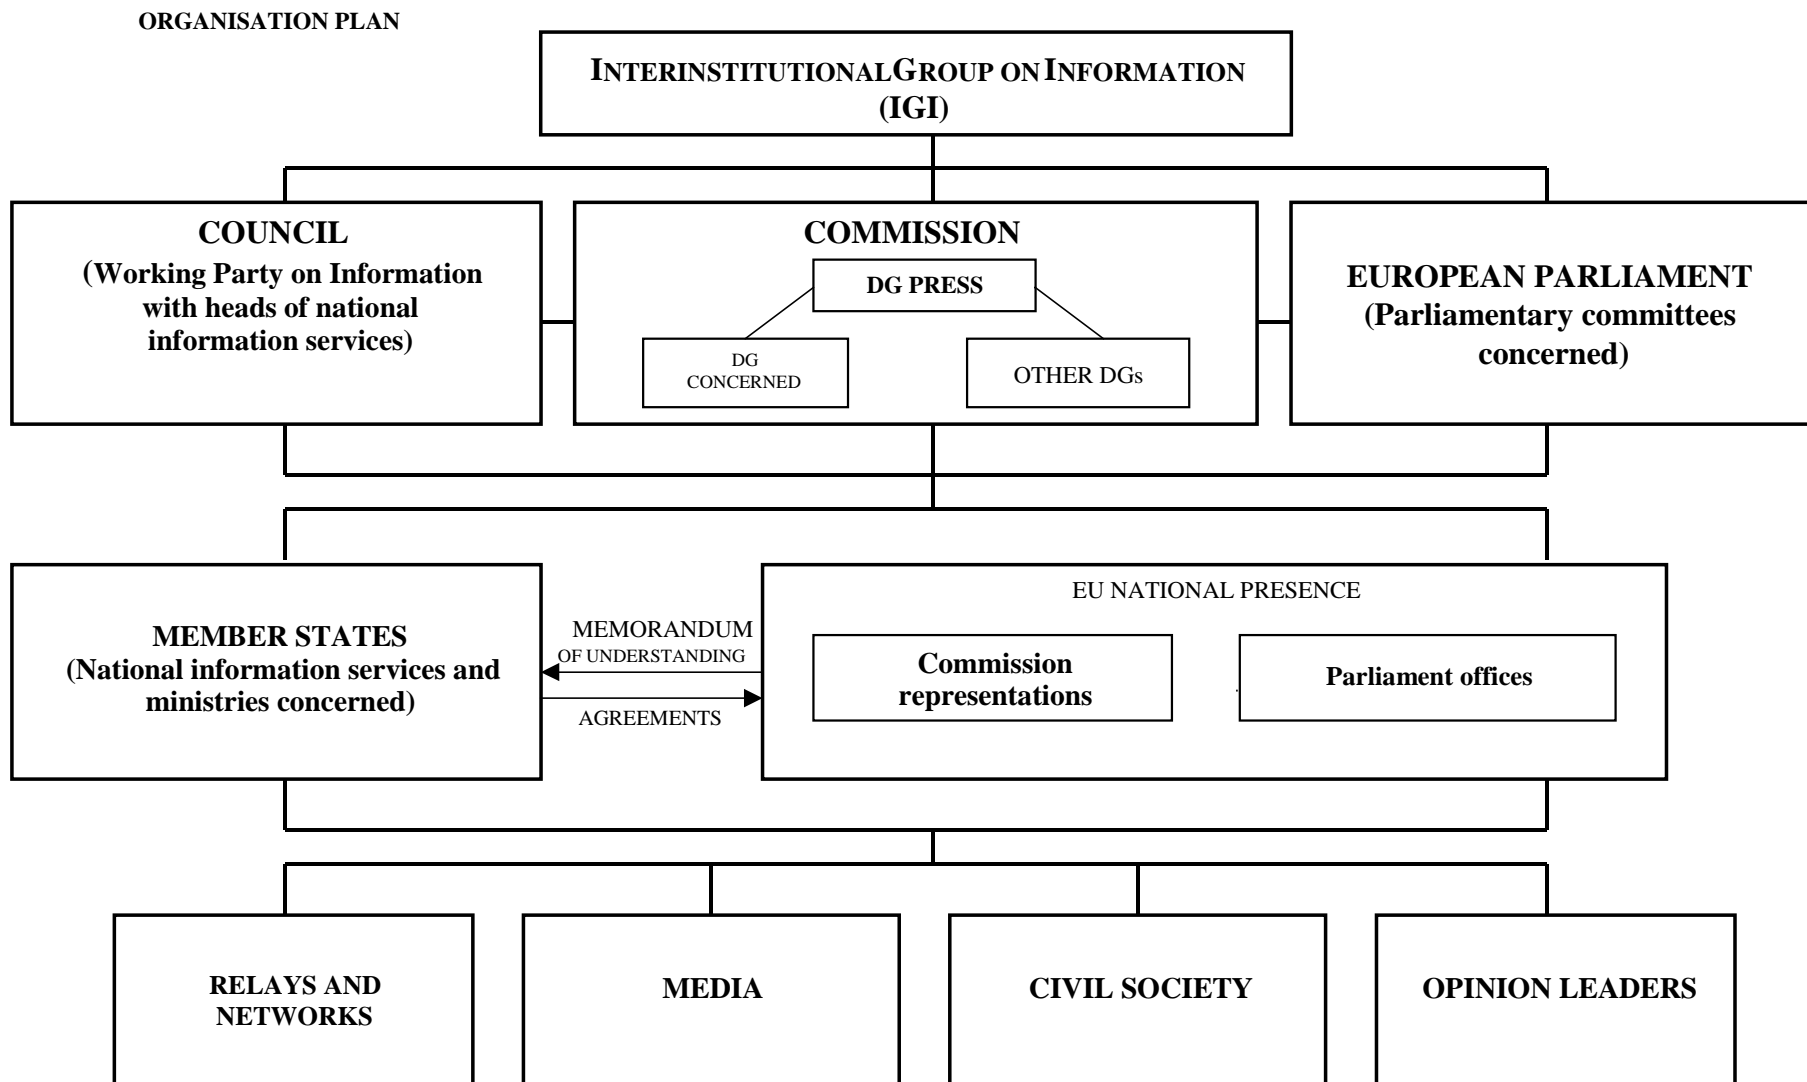 ORGANISATION PLAN
INTERINSTITUTIONAL GROUP ON INFORMATION
(IGI)
COUNCIL
(Working Party on Information
with heads of national
information services)
COMMISSION
DG PRESS
DG
CONCERNED
OTHER DGs
EUROPEAN PARLIAMENT
(Parliamentary committees
concerned)
MEMBER STATES
(National information services and
ministries concerned)
MEMORANDUM
OF UNDERSTANDING
AGREEMENTS
EU NATIONAL PRESENCE
Commission
representations
Parliament offices
RELAYS AND
NETWORKS
MEDIA
CIVIL SOCIETY
OPINION LEADERS